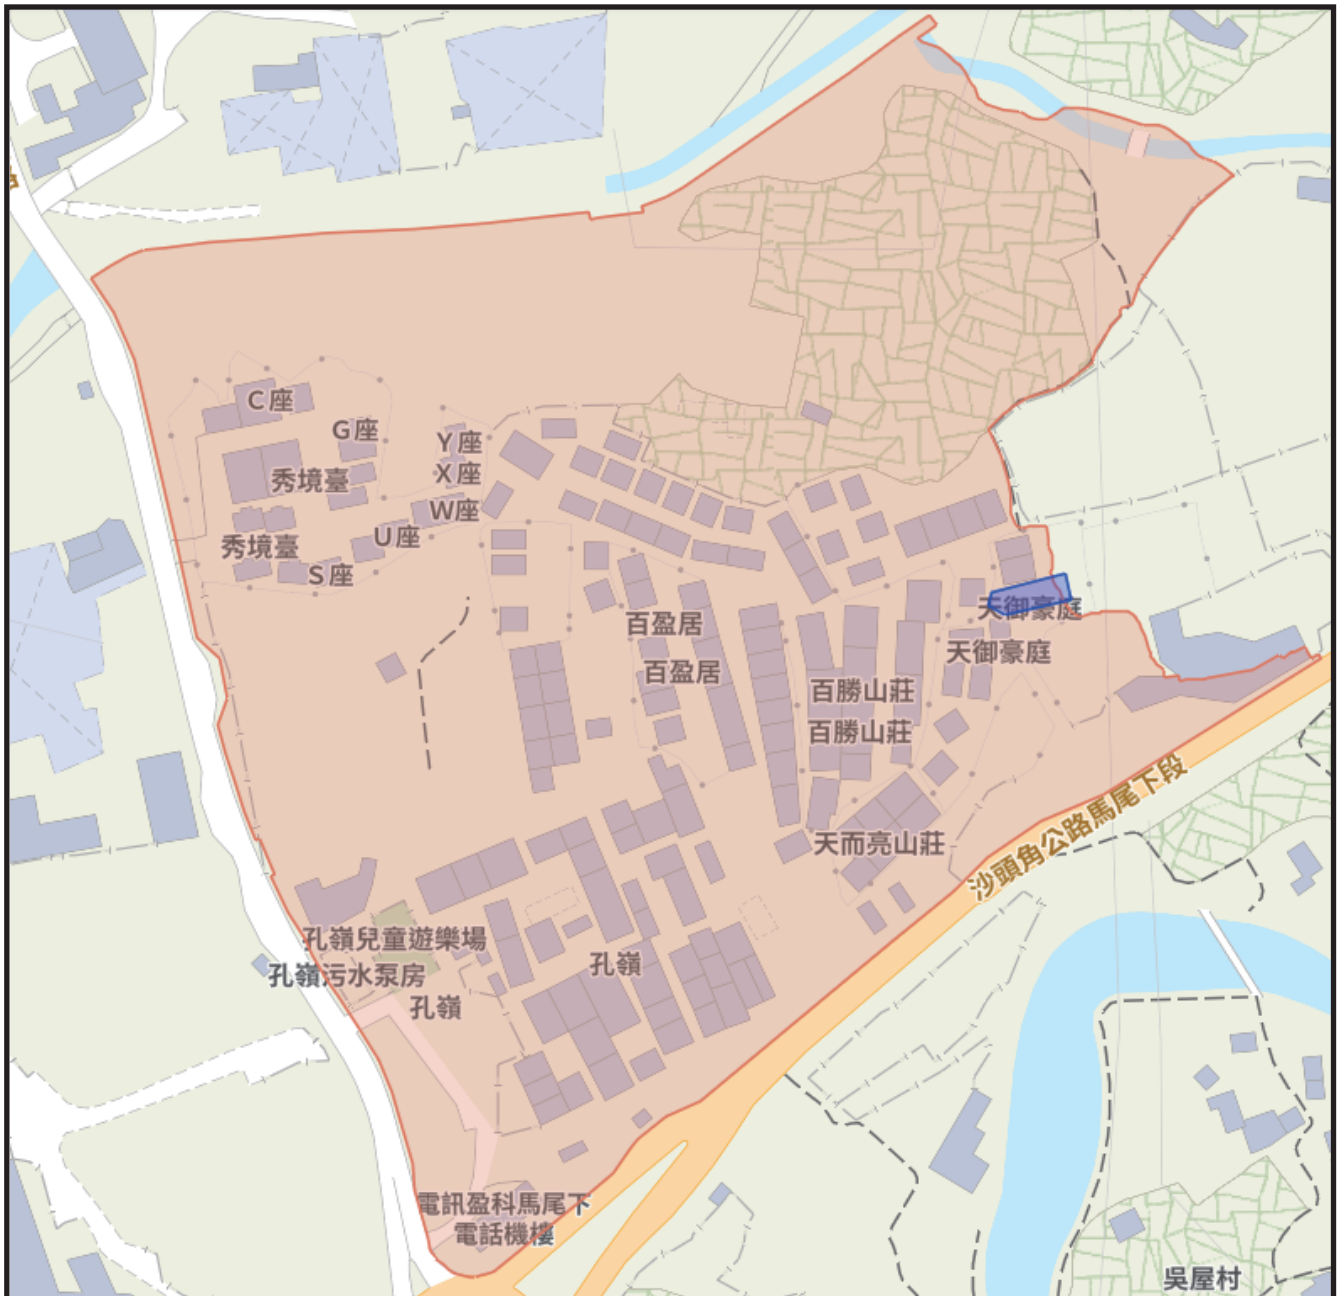 C座
G座
Y座
秀境臺
X座
W座
U座
秀境臺
S座
天御豪庭
百盈居
天御豪庭
百盈居
百勝山莊
百勝山莊
沙頭角公路馬尾下段
天而亮山莊
孔嶺兒童遊樂場
孔嶺
孔嶺污水泵房
孔嶺
電訊盈科馬尾下
電話機樓
吳屋村